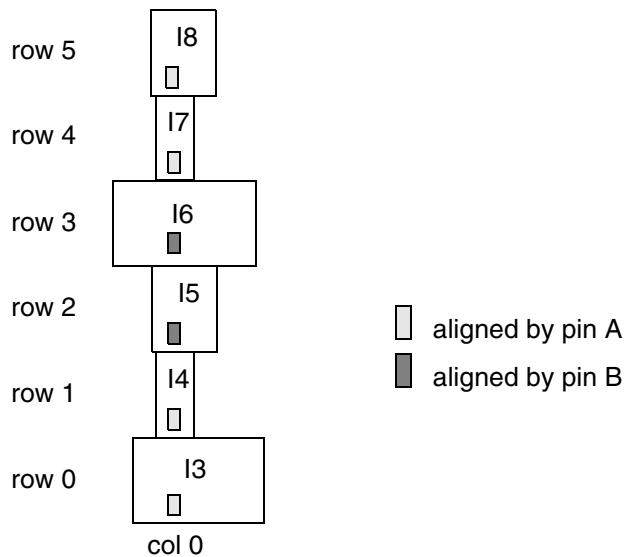 row 5
I8
row 4
I7
row 3
I6
row 2
I5
aligned by pin A
aligned by pin B
row 1
I4
row 0
I3
col 0